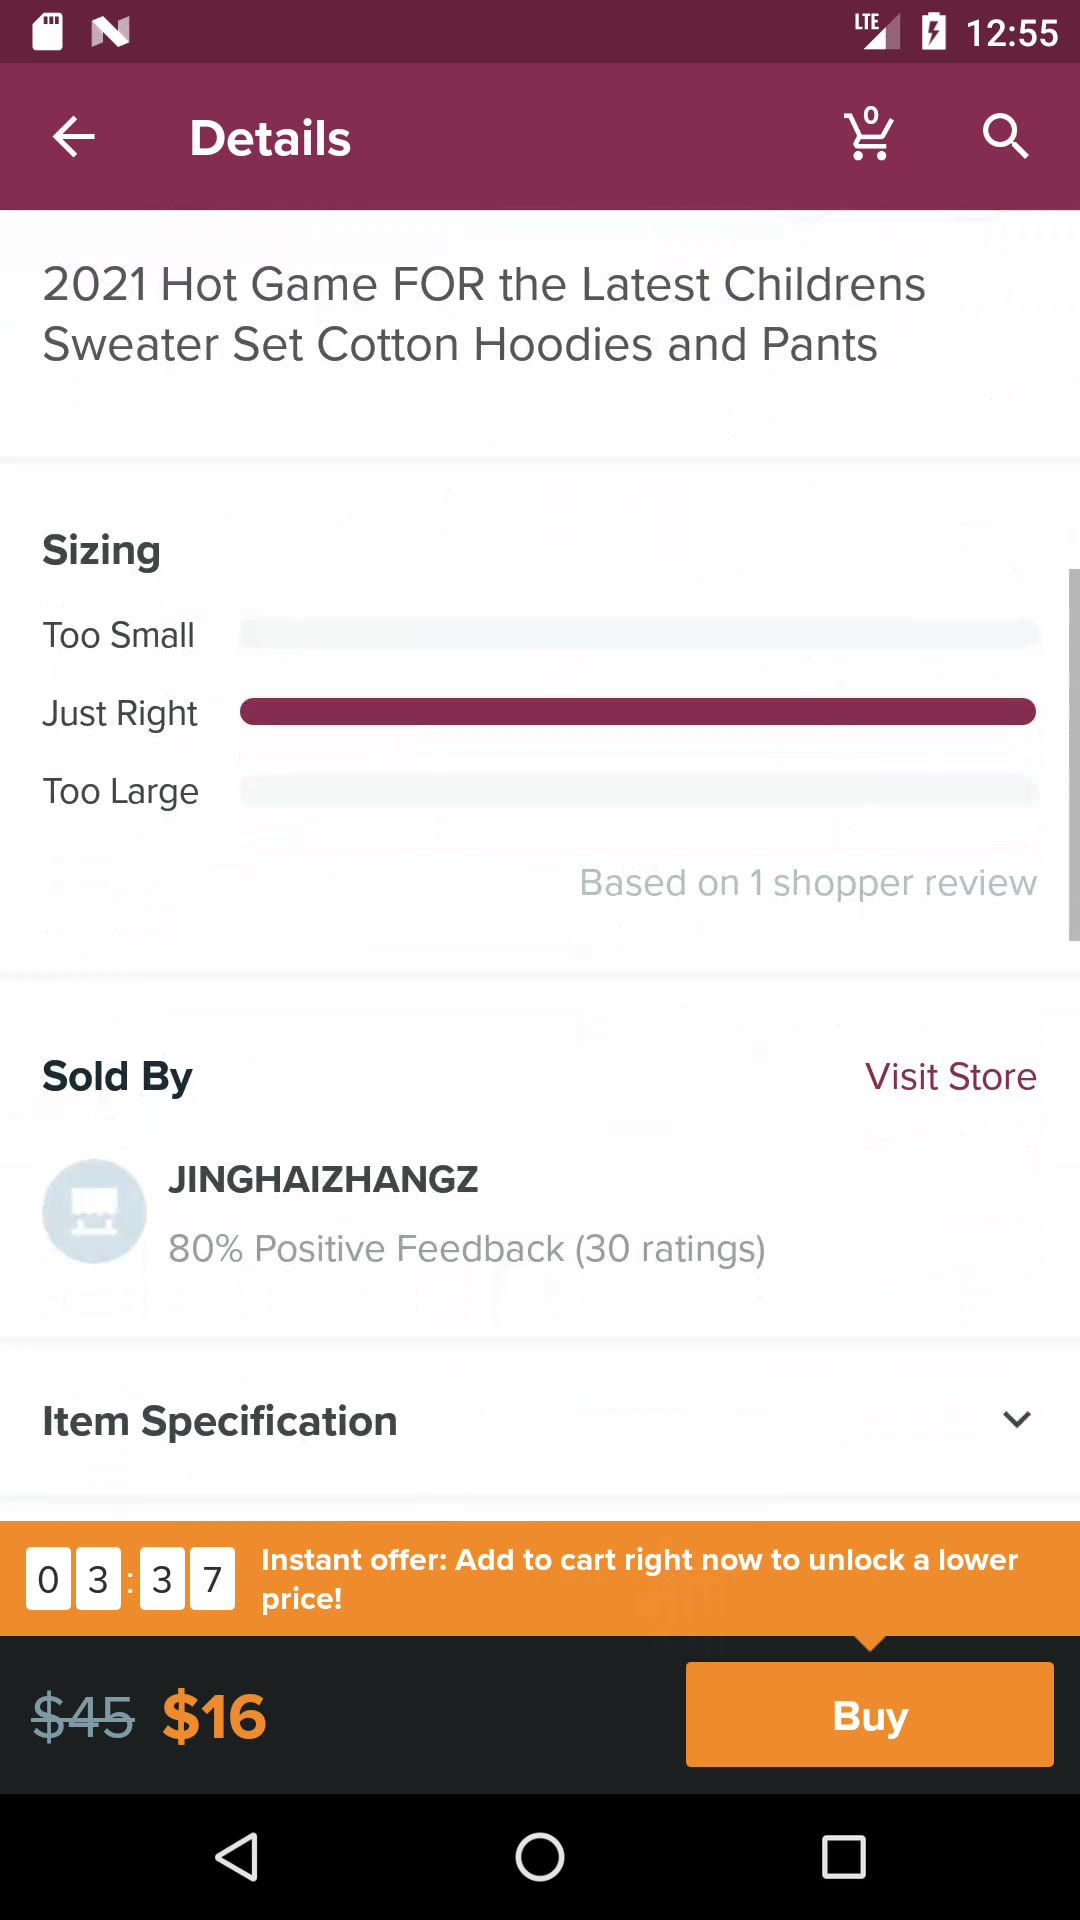 LTE 12:55
Details
0
2021 Hot Game FOR the Latest Childrens
Sweater Set Cotton Hoodies and Pants
Sizing
Too Small
Just Right
Too Large
Based on 1 shopper review
Sold By
Visit Store
JINGHAIZHANGZ
80% Positive Feedback (30 ratings)
Item Specification
03:37
Instant offer: Add to cart right now to unlock a lower
price!
$45 $16
Buy